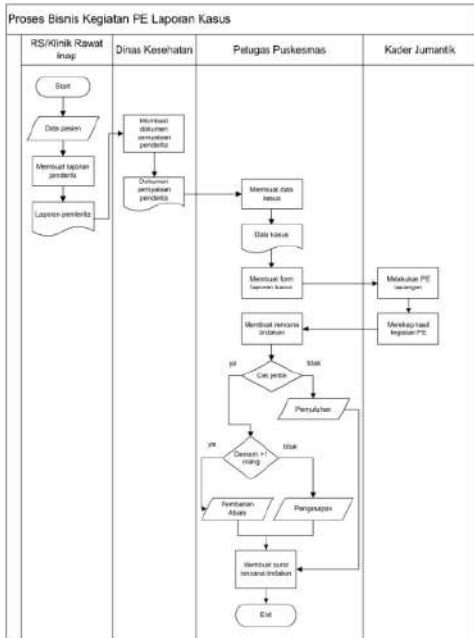 Proses Bisnis Kegiatan PE Laporan Kasus
RS/Klinik Rawat
Inap
Dinas Kesehatan
Petugas Puskesmas
Kader Jumantik
Start
Data pasien
Membuat laporan
penderita
Laporan penderita
Membuat
dokumen
pernyataan
penderita
Dokumen
pernyataan
penderita
Membuat data
kasus
Data kasus
Membuat form
laporan kasus
Melakukan PE
lapangan
Merekap hasil
kegiatan PE
Membuat rencana
tindakan
ya
tidak
Cek jentik
Penyuluhan
ya
tidak
Demam >1
orang
Pemberian
Abate
Pengasapan
Membuat surat
rencana tindakan
End